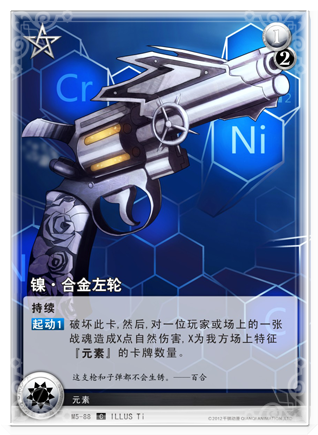 1
2
Cr
Ni
镍·合金左轮
持续
起动1 破坏此卡,然后,对一位玩家或场上的一张
战魂造成X点自然伤害,X为我方场上特征
『元素』的卡牌数量。
这支枪和子弹都不会生锈。——百合
元素
MS-88 C ILLUS Ti